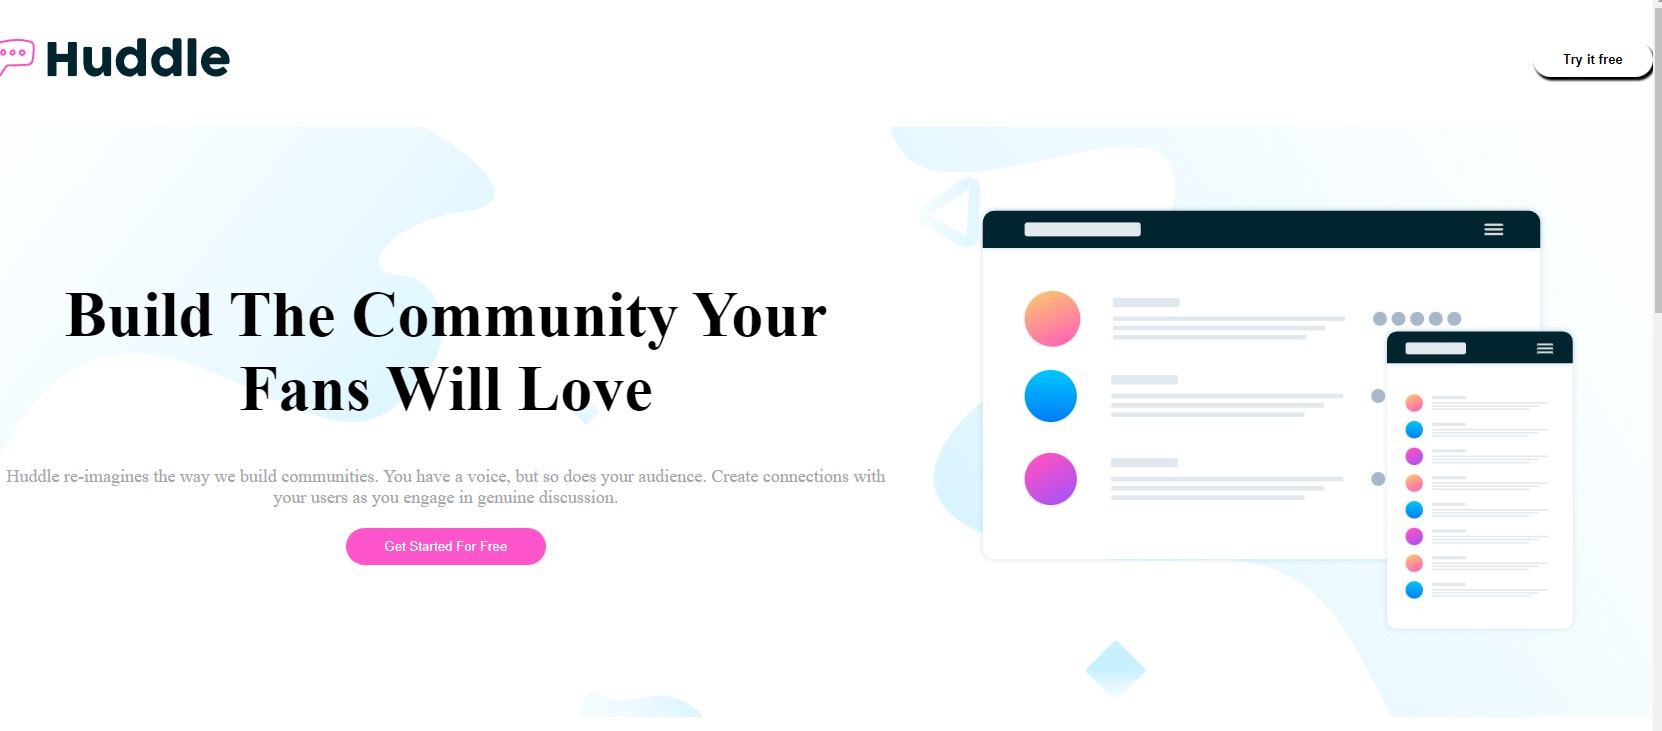 Huddle
Try it free
Build The Community Your
Fans Will Love
Huddle re-imagines the way we build communities. You have a voice, but so does your audience. Create connections with
your users as you engage in genuine discussion.
Get Started For Free